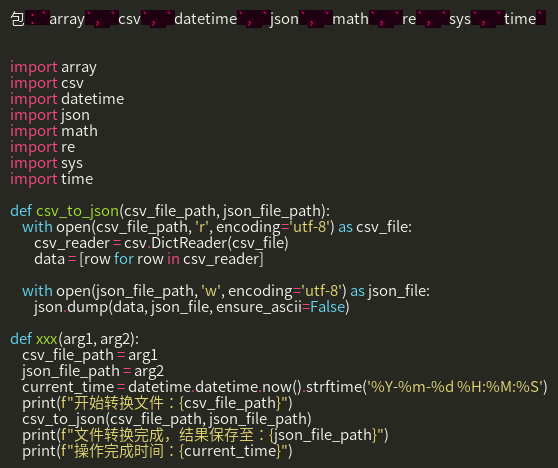 包：`array`，`csv`，`datetime`，`json`，`math`，`re`，`sys`，`time`
import array
import csv
import datetime
import json
import math
import re
import sys
import time
def csv_to_json(csv_file_path, json_file_path):
    with open(csv_file_path, 'r', encoding='utf-8') as csv_file:
        csv_reader = csv.DictReader(csv_file)
        data = [row for row in csv_reader]
    with open(json_file_path, 'w', encoding='utf-8') as json_file:
        json.dump(data, json_file, ensure_ascii=False)
def xxx(arg1, arg2):
    csv_file_path = arg1
    json_file_path = arg2
    current_time = datetime.datetime.now().strftime('%Y-%m-%d %H:%M:%S')
    print(f"开始转换文件：{csv_file_path}")
    csv_to_json(csv_file_path, json_file_path)
    print(f"文件转换完成，结果保存至：{json_file_path}")
    print(f"操作完成时间：{current_time}")